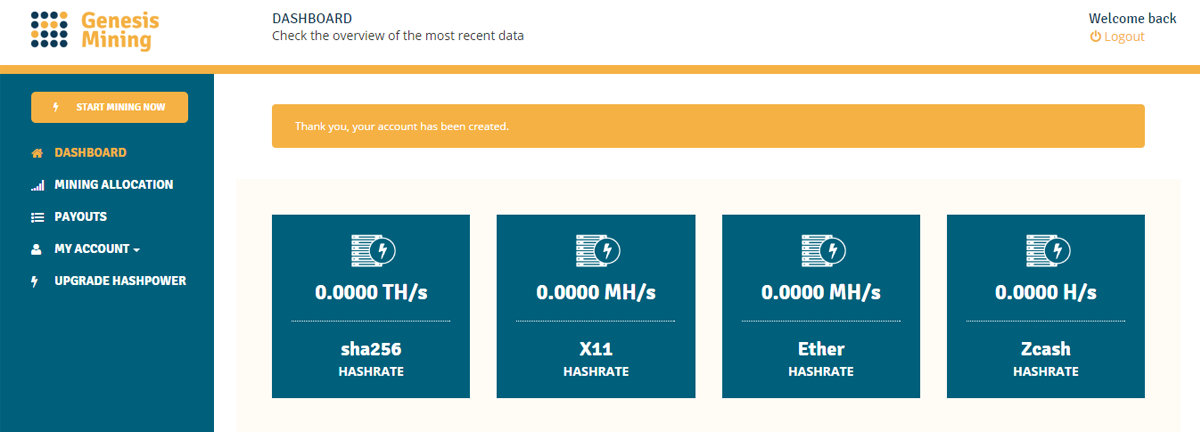 Genesis
Mining
DASHBOARD
Check the overview of the most recent data
Welcome back
Logout
START MINING NOW
DASHBOARD
MINING ALLOCATION
PAYOUTS
MY ACCOUNT
UPGRADE HASHPOWER
Thank you, your account has been created.
0.0000 TH/s
sha256
HASHRATE
0.0000 MH/s
X11
HASHRATE
0.0000 MH/s
Ether
HASHRATE
0.0000 H/s
Zcash
HASHRATE